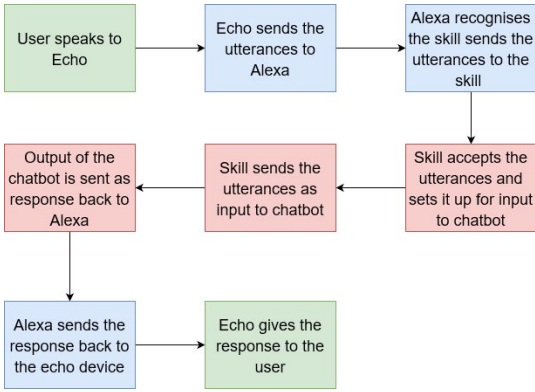 User speaks to
Echo
Echo sends the
utterances to
Alexa
Alexa recognises
the skill sends the
utterances to the
skill
Skill accepts the
utterances and
sets it up for input
to chatbot
Skill sends the
utterances as
input to chatbot
Output of the
chatbot is sent as
response back to
Alexa
Alexa sends the
response back to
the echo device
Echo gives the
response to the
user